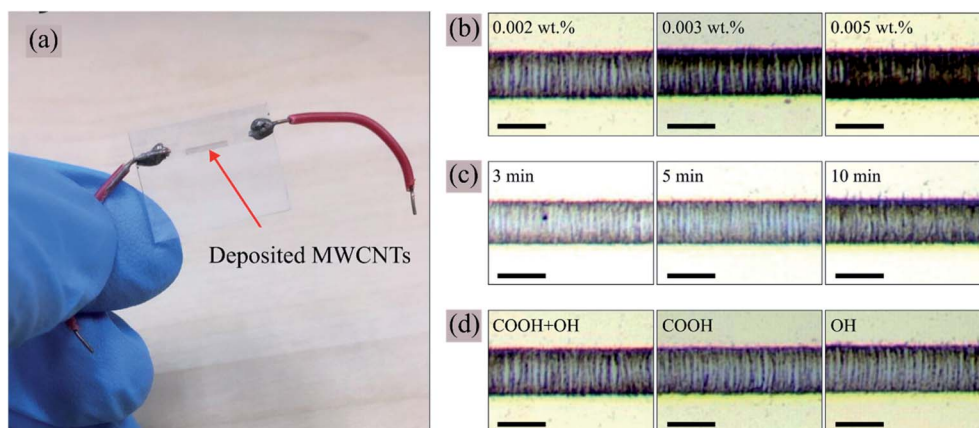 (a)
Deposited MWCNTs
(b)
0.002 wt.%
0.003 wt.%
0.005 wt.%
(c)
3 min
5 min
10 min
(d)
COOH+OH
COOH
OH